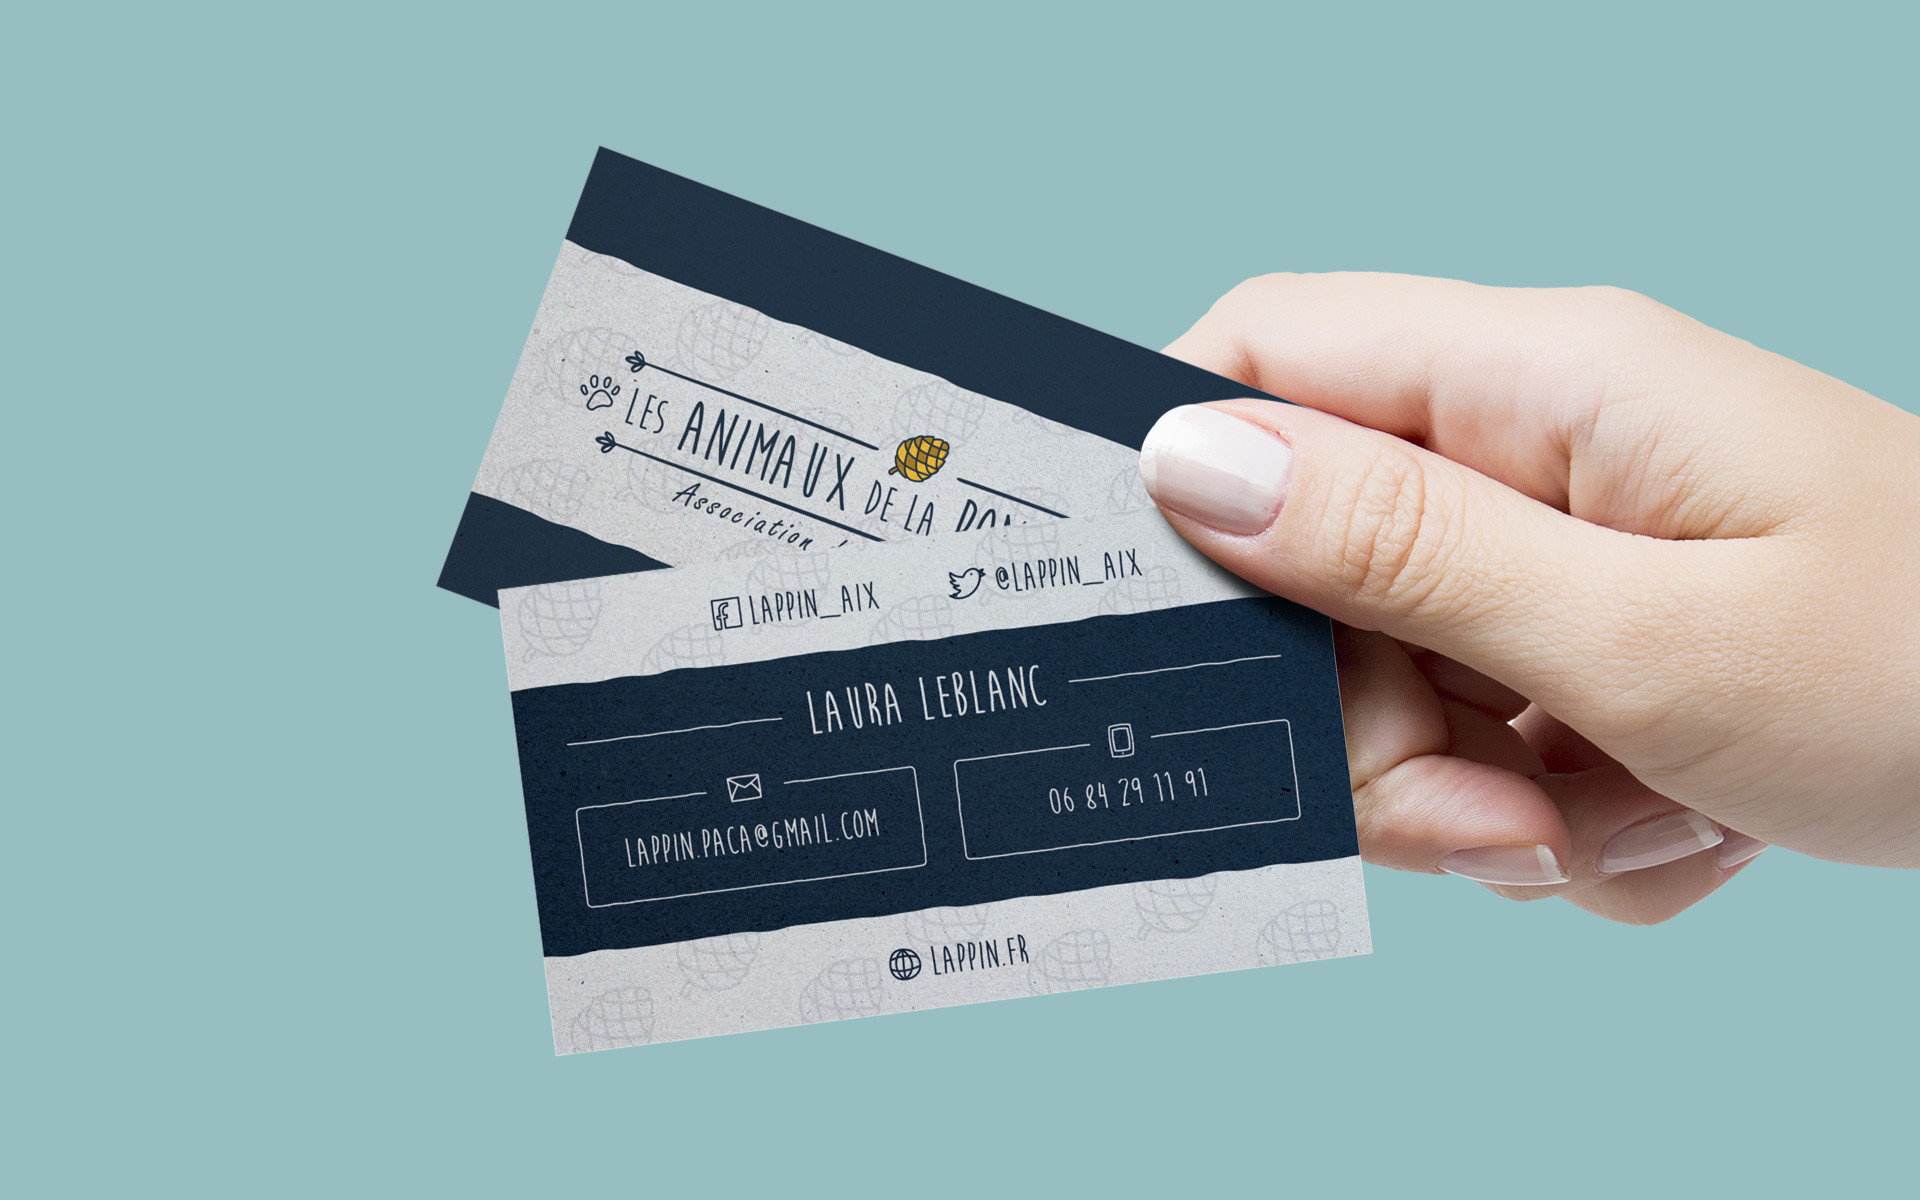 LES ANIMAUX DE LA
Association
LAPPIN_AIX
@LAPPIN_AIX
LAURA LEBLANC
LAPPIN.PACA@GMAIL.COM
06 84 29 11 91
LAPPIN.FR